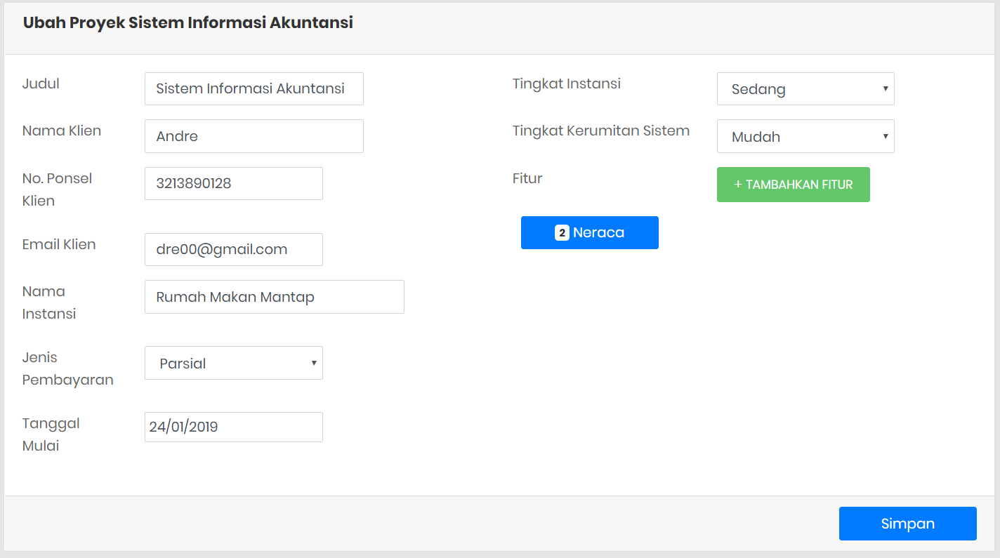 Ubah Proyek Sistem Informasi Akuntansi
Judul
Sistem Informasi Akuntansi
Nama Klien
Andre
No. Ponsel
Klien
3213890128
Email Klien
dre00@gmail.com
Nama
Instansi
Rumah Makan Mantap
Jenis
Pembayaran
Parsial
Tanggal
Mulai
24/01/2019
Tingkat Instansi
Sedang
Tingkat Kerumitan Sistem
Mudah
Fitur
+ TAMBAHKAN FITUR
2 Neraca
Simpan